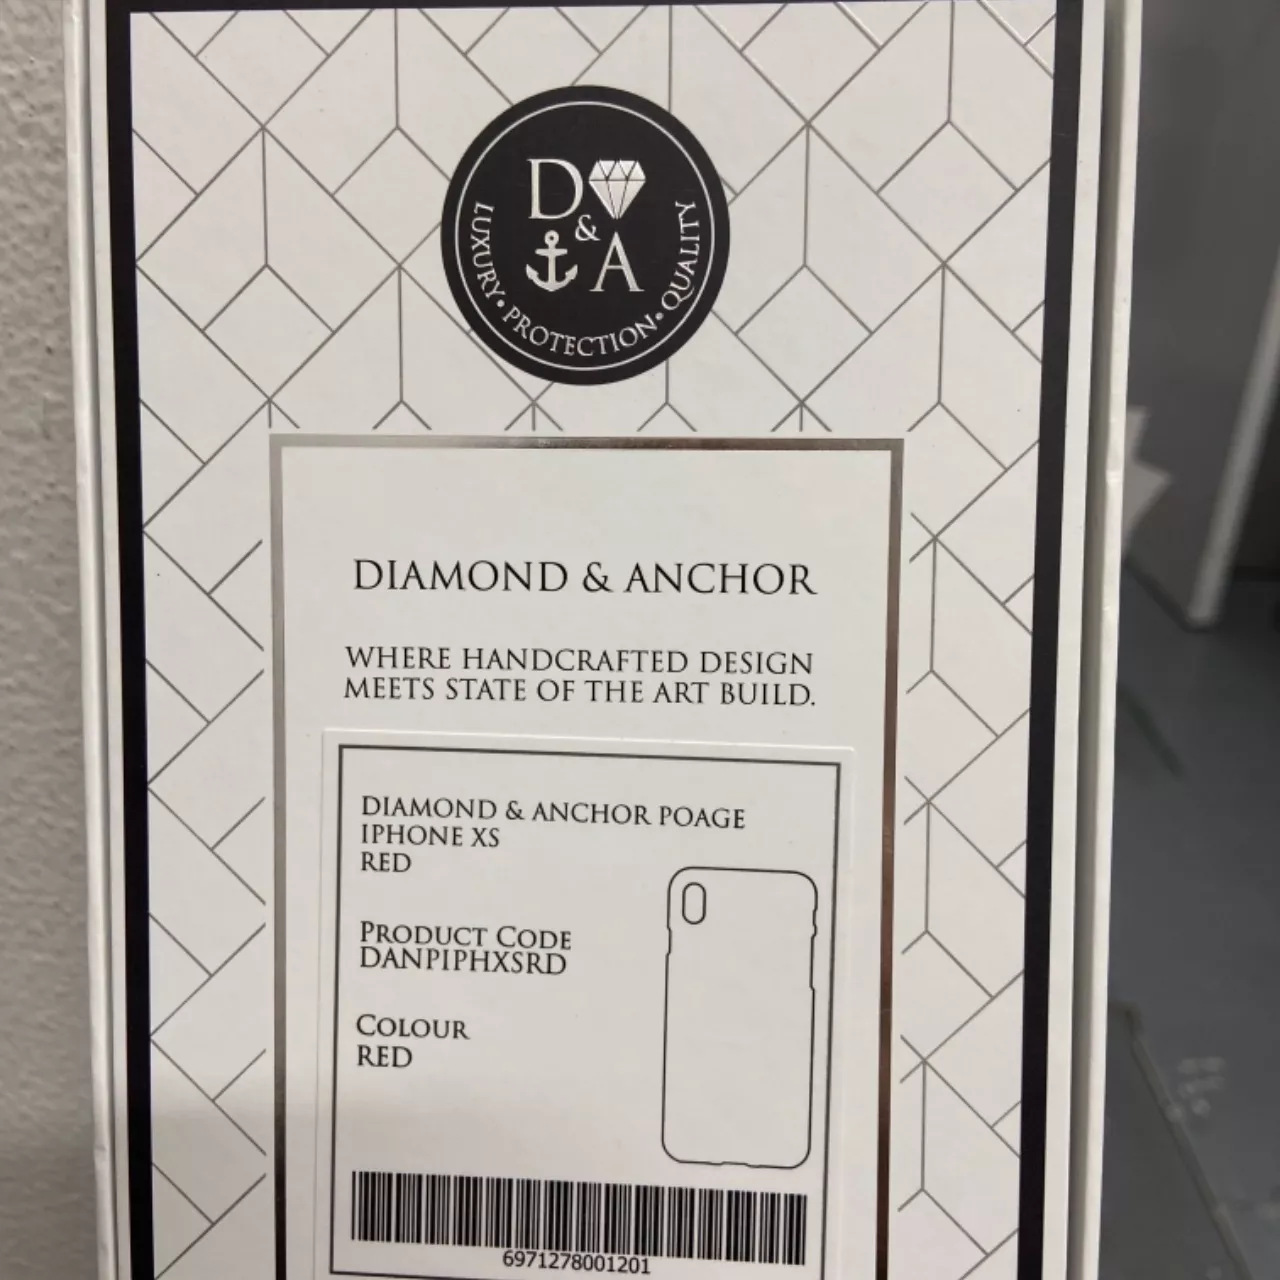 D
&
A
LUXURY • PROTECTION • QUALITY
DIAMOND & ANCHOR
WHERE HANDCRAFTED DESIGN
MEETS STATE OF THE ART BUILD.
DIAMOND & ANCHOR POAGE
IPHONE XS
RED
PRODUCT CODE
DANPIPHXSRD
COLOUR
RED
6971278001201